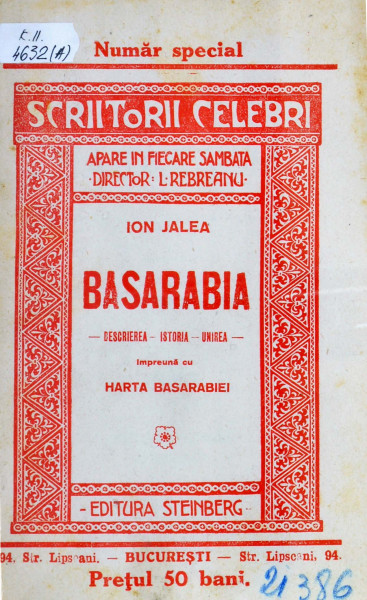 K.II.
4632(A)
Număr special
SCRIITORII CELEBRI
APARE IN FIECARE SAMBATA
·DIRECTOR: L·REBREANU·
ION JALEA
BASARABIA
— DESCRIEREA — ISTORIA — UNIREA —
împreună cu
HARTA BASARABIEI
-EDITURA STEINBERG-
94. Str. Lipscani. — BUCUREȘTI — Str. Lipscani, 94.
Prețul 50 bani.
21386